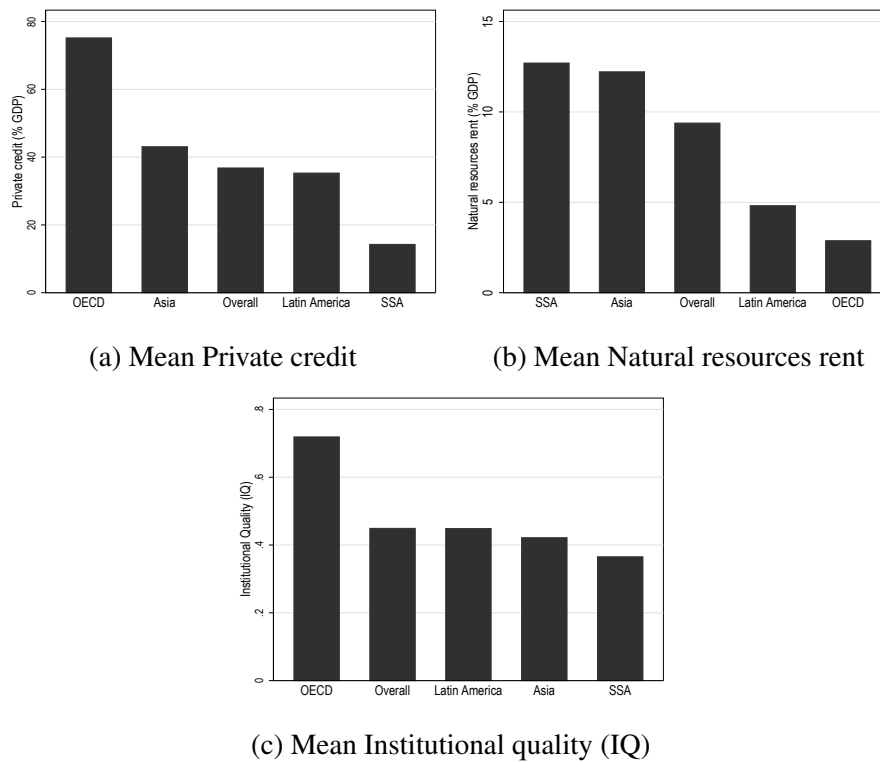 Private credit (% GDP)
80
60
40
20
0
OECD Asia Overall Latin America SSA
(a) Mean Private credit
Natural resources rent (% GDP)
15
10
5
0
SSA Asia Overall Latin America OECD
(b) Mean Natural resources rent
Institutional Quality (IQ)
.8
.6
.4
.2
0
OECD Overall Latin America Asia SSA
(c) Mean Institutional quality (IQ)